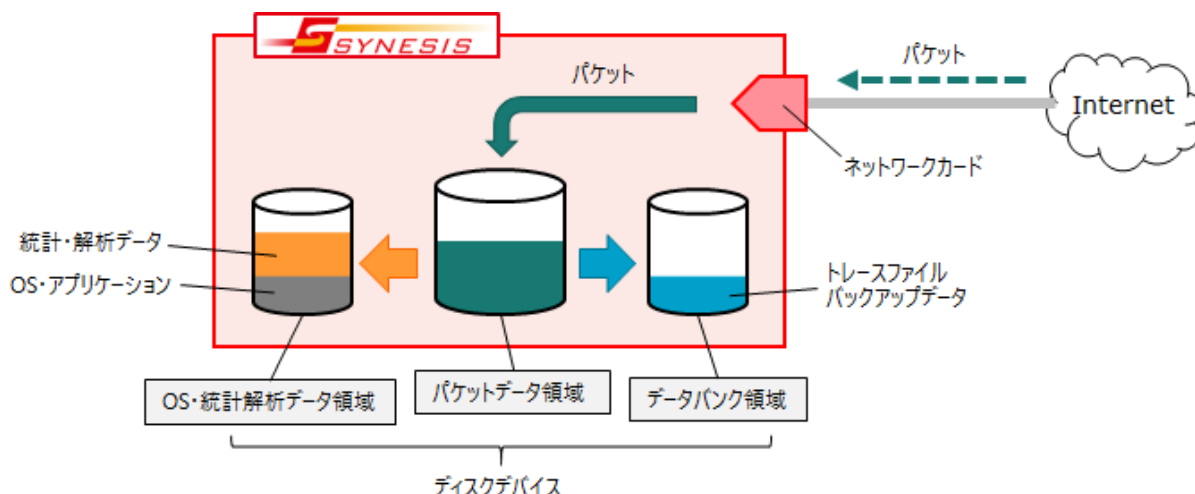 SYNESIS
パケット
パケット
Internet
ネットワークカード
統計・解析データ
OS・アプリケーション
トレースファイル
バックアップデータ
OS・統計解析データ領域
パケットデータ領域
データバンク領域
ディスクデバイス